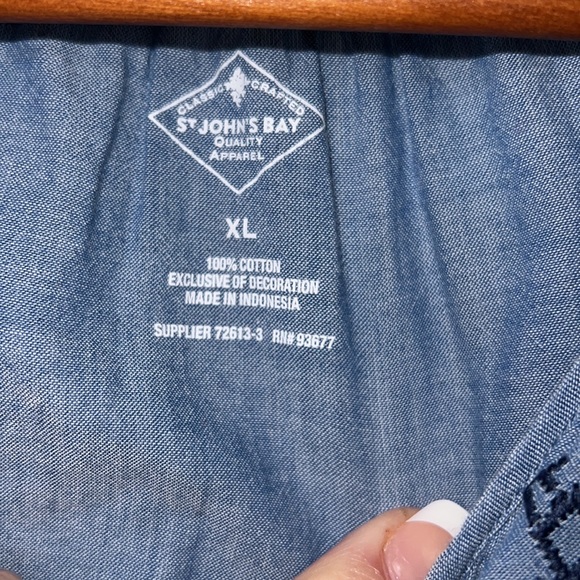 CLASSIC CRAFTED
ST JOHN'S BAY
QUALITY
APPAREL
XL
100% COTTON
EXCLUSIVE OF DECORATION
MADE IN INDONESIA
SUPPLIER 72613-3 RN# 93677